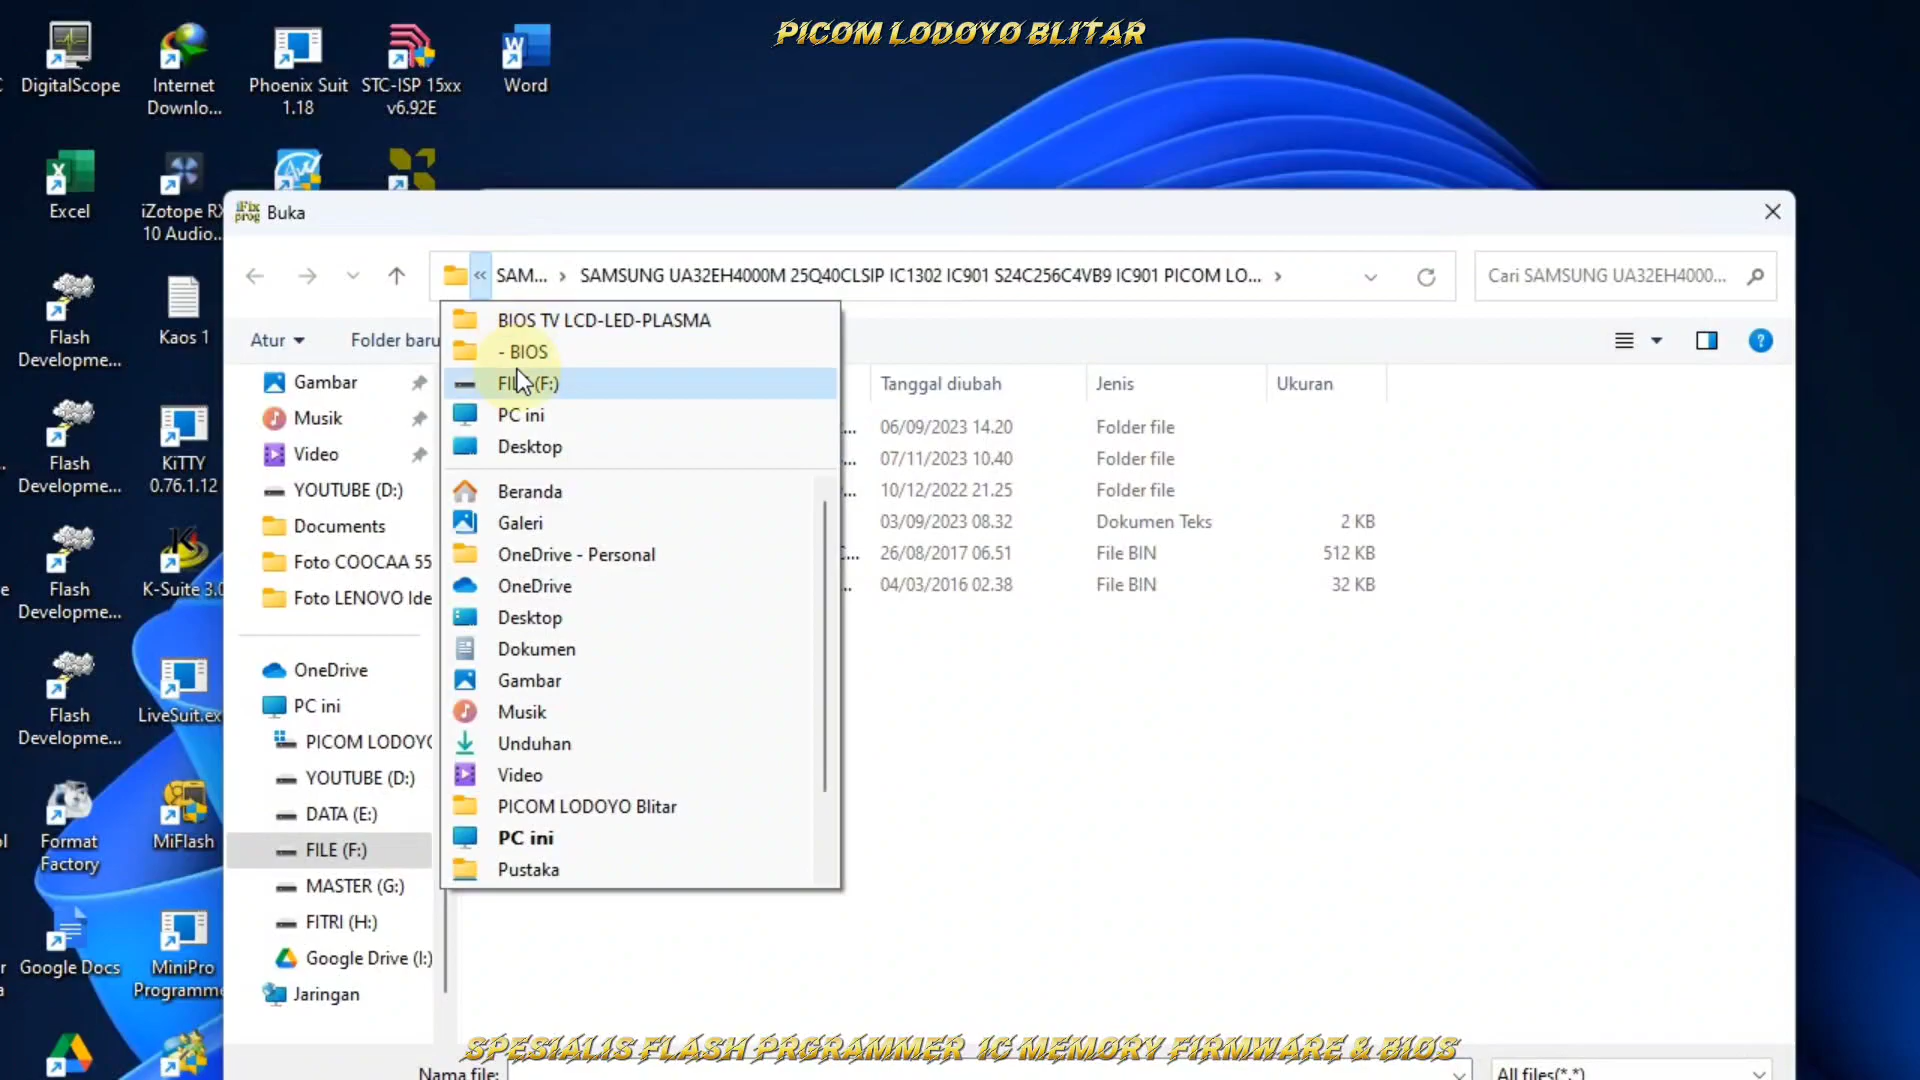 PICOM LODOYO BLITAR
DigitalScope
Internet
Downlo...
Phoenix Suit
1.18
STC-ISP 15xx
v6.92E
Word
Excel
iZotope RX
10 Audio...
Flash
Developme...
Kaos 1
Flash
Developme...
KiTTY
0.76.1.12
Flash
Developme...
K-Suite 3.0
Flash
Developme...
LiveSuit.ex
Format
Factory
MiFlash
Google Docs
MiniPro
Programme
iFix
prog
Buka
« SAM... › SAMSUNG UA32EH4000M 25Q40CLSIP IC1302 IC901 S24C256C4VB9 IC901 PICOM LO... ›
Cari SAMSUNG UA32EH4000...
Atur
Folder baru
Gambar
Musik
Video
YOUTUBE (D:)
Documents
Foto COOCAA 55
Foto LENOVO Ide
OneDrive
PC ini
PICOM LODOYO
YOUTUBE (D:)
DATA (E:)
FILE (F:)
MASTER (G:)
FITRI (H:)
Google Drive (I:)
Jaringan
BIOS TV LCD-LED-PLASMA
- BIOS
FILE (F:)
PC ini
Desktop
Beranda
Galeri
OneDrive - Personal
OneDrive
Desktop
Dokumen
Gambar
Musik
Unduhan
Video
PICOM LODOYO Blitar
PC ini
Pustaka
Tanggal diubah Jenis Ukuran
06/09/2023 14.20 Folder file
07/11/2023 10.40 Folder file
10/12/2022 21.25 Folder file
03/09/2023 08.32 Dokumen Teks 2 KB
26/08/2017 06.51 File BIN 512 KB
04/03/2016 02.38 File BIN 32 KB
SPESIALIS FLASH PRGRAMMER IC MEMORY FIRMWARE & BIOS
Nama file:
All files(*.*)